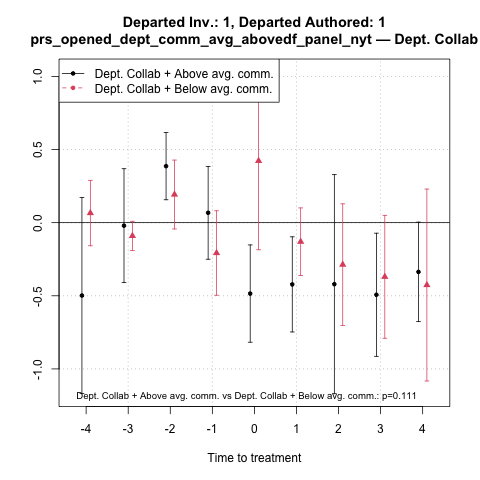 Departed Inv.: 1, Departed Authored: 1
prs_opened_dept_comm_avg_abovedf_panel_nyt — Dept. Collab
Dept. Collab + Above avg. comm.
Dept. Collab + Below avg. comm.
1.0
0.5
0.0
-0.5
-1.0
Dept. Collab + Above avg. comm. vs Dept. Collab + Below avg. comm.: p=0.111
-4 -3 -2 -1 0 1 2 3 4
Time to treatment